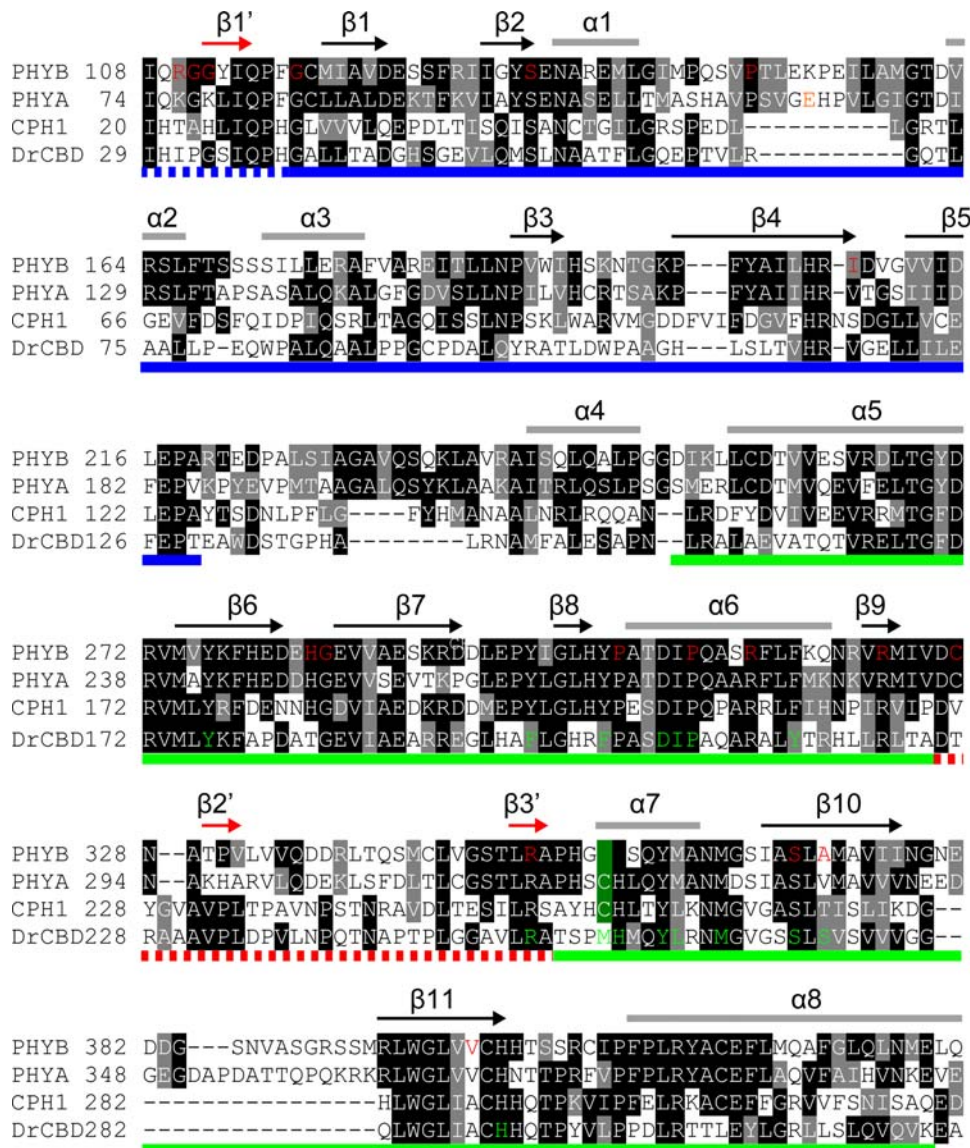 β1’ β1 β2 α1
PHYB 108 IQRGGYIQPFGCMIAVDESSFRIIGYSENAREMLGIMPQSVPTLEKPEILAMGTDV
PHYA 74 IQKGKLIQPFGCLLALDEKTFKVIAYSENASELLTMASHAVPSVGEHPVLGIGTDI
CPH1 20 IHTAHLIQPHGLVVVLQEPDLTISQISANCTGILGRSPEDL----------LGRTL
DrCBD 29 IHIPGSIQPHGALLTADGHSGEVLQMSLNAATFLGQEPTVLR----------GQTL
α2 α3 β3 β4 β5
PHYB 164 RSLFTSSSSILLERAFVAREITLLNPVWIHSKNTGKP---FYAILHRIDVGVVID
PHYA 129 RSLFTAPSASALQKALGFGDVSLLNPILVHCRTSAKP---FYAIIHRVTGSIIID
CPH1 66 GEVFDSFQIDPIQSRLTAGQISSLNPSKLWARVMGDDFVIFDGVFHRNSDGLLVCE
DrCBD 75 AALLP-EQWPALQAALPPGCPDALQYRATLDWPAAGH---LSLTVHR-VGELLILE
α4 α5
PHYB 216 LEPARTEDPALSIAGAVQSQKLAVRAISQLQALPGGDIKLLCDTVVESVRDLTGYD
PHYA 182 FEPVKPYEVPMTAAGALQSYKLAAKAITRLQSLPSGSMERLCDTMVQEVFELTGYD
CPH1 122 LEPAYTSDNLPFLG-----FYHMANAALNRLRQQAN--LRDFYDVIVEEVRRMTGFD
DrCBD126 FEPTEAWDSTGPHA---------LRNAMFALESAPN--LRALAEVATQTVRELTGFD
β6 β7 β8 α6 β9
PHYB 272 RVMVYKFHEDEHGEVVAESKRDDLEPYIGLHYPATDIPQASRFLFKQNRVRMIVDC
PHYA 238 RVMAYKFHEDDHGEVVSEVTKPGLEPYLGLHYPATDIPQAARFLFMKNKVRMIVDC
CPH1 172 RVMLYRFDENNHGDVIAEDKRDDMEPYLGLHYPESDIPQPARRLFIHNPIRVIPDV
DrCBD172 RVMLYKFAPDATGEVIAEARREGLHAFLGHRFPASDIPAQARALYTRHLLRLTADT
β2’ β3’ α7 β10
PHYB 328 N--ATPVLVVQDDRLTQSMCLVGSTLRAPHGCHSQYMANMGSIASLAMAVIINGNE
PHYA 294 N--AKHARVLQDEKLSFDLTLCGSTLRAPHSCHLQYMANMDSIASLVMAVVVNEED
CPH1 228 YGVAVPLTPAVNPSTNRAVDLTESILRSAYHCHLTYLKNMGVGASLTISLIKDG--
DrCBD228 RAAAVPLDPVLNPQTNAPTPLGGAVLRATSPMHMQYLRNMGVGSSLSVSVVVGG--
β11 α8
PHYB 382 DDG---SNVASGRSSMRLWGLVVCHHTSSRCIPFPLRYACEFLMQAFGLQLNMELQ
PHYA 348 GEGDAPDATTQPQKRKRLWGLVVCHNTTPRFVPFPLRYACEFLAQVFAIHVNKEVE
CPH1 282 ----------------HLWGLIACHHQTPKVIPFELRKACEFFGRVVFSNISAQED
DrCBD282 ----------------QLWGLIACHHQTPYVLPPDLRTTLEYLGRLLSLQVQVKEA